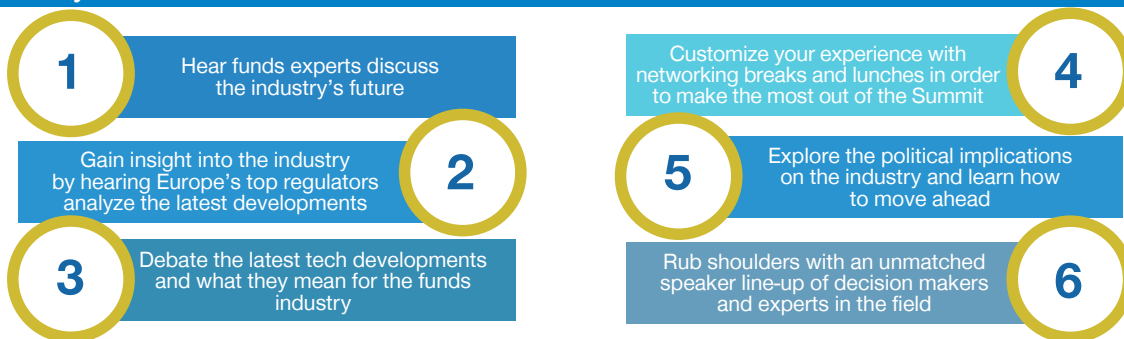 1
Hear funds experts discuss
the industry's future
Gain insight into the industry
by hearing Europe's top regulators
analyze the latest developments
2
3
Debate the latest tech developments
and what they mean for the funds
industry
Customize your experience with
networking breaks and lunches in order
to make the most out of the Summit
4
5
Explore the political implications
on the industry and learn how
to move ahead
Rub shoulders with an unmatched
speaker line-up of decision makers
and experts in the field
6